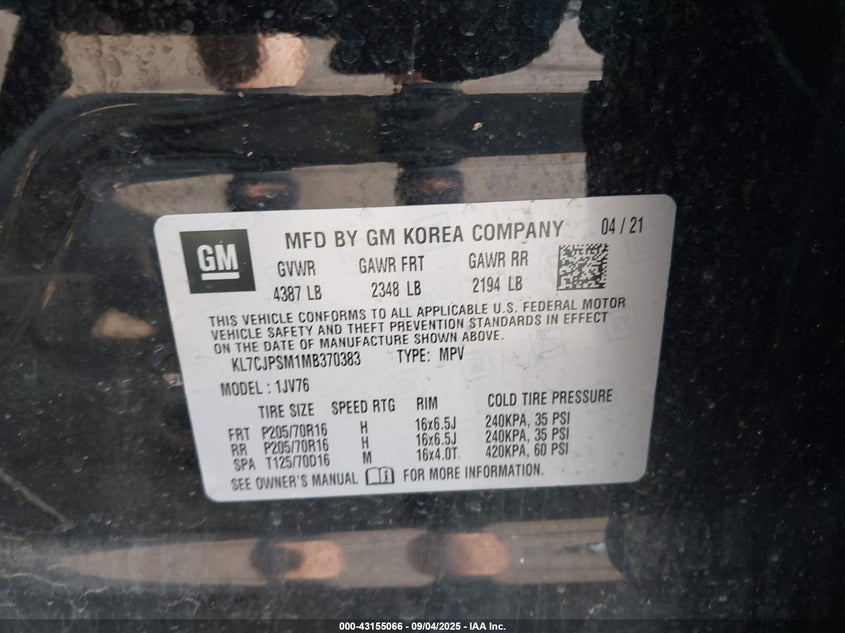 GM
MFD BY GM KOREA COMPANY 04 / 21
GVWR GAWR FRT GAWR RR
4387 LB 2348 LB 2194 LB
THIS VEHICLE CONFORMS TO ALL APPLICABLE U.S. FEDERAL MOTOR
VEHICLE SAFETY AND THEFT PREVENTION STANDARDS IN EFFECT
ON THE DATE OF MANUFACTURE SHOWN ABOVE.
KL7CJPSM1MB370383 TYPE: MPV
MODEL : 1JV76
TIRE SIZE SPEED RTG RIM COLD TIRE PRESSURE
FRT P205/70R16 H 16x6.5J 240KPA, 35 PSI
RR P205/70R16 H 16x6.5J 240KPA, 35 PSI
SPA T125/70D16 M 16x4.0T 420KPA, 60 PSI
SEE OWNER'S MANUAL FOR MORE INFORMATION.
000-43155066 - 09/04/2025 - IAA Inc.